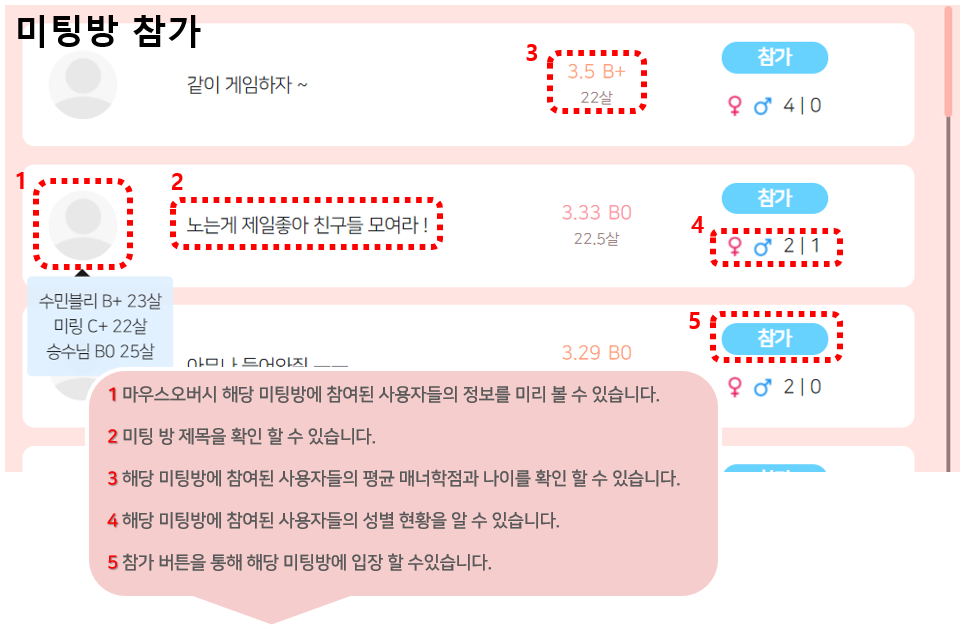 미팅방 참가
3
3.5 B+
22살
참가
같이 게임하자 ~
♀ ♂ 4 | 0
1
2
노는게 제일좋아 친구들 모여라 !
3.33 B0
22.5살
참가
4
♀ ♂ 2 | 1
수민블리 B+ 23살
미링 C+ 22살
승수님 B0 25살
3.29 B0
5
참가
♀ ♂ 2 | 0
1 마우스오버시 해당 미팅방에 참여된 사용자들의 정보를 미리 볼 수 있습니다.
2 미팅 방 제목을 확인 할 수 있습니다.
3 해당 미팅방에 참여된 사용자들의 평균 매너학점과 나이를 확인 할 수 있습니다.
4 해당 미팅방에 참여된 사용자들의 성별 현황을 알 수 있습니다.
5 참가 버튼을 통해 해당 미팅방에 입장 할 수있습니다.